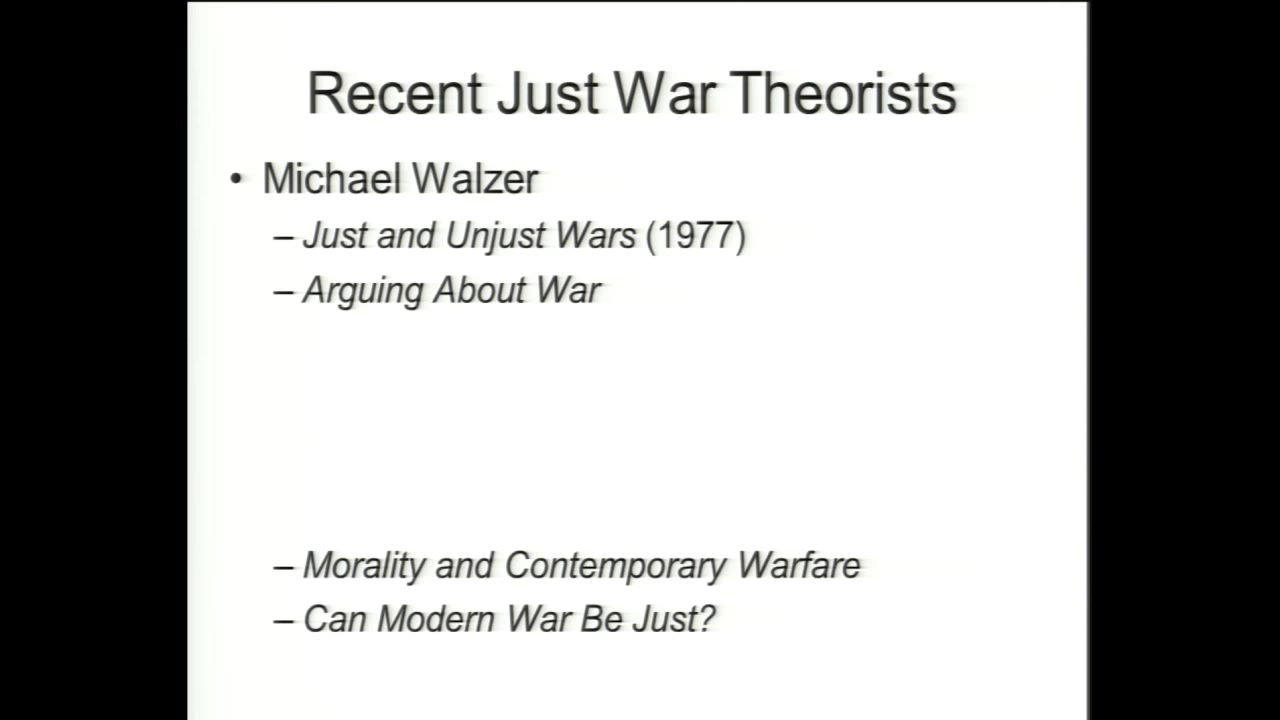 Recent Just War Theorists
• Michael Walzer
– Just and Unjust Wars (1977)
– Arguing About War
– Morality and Contemporary Warfare
– Can Modern War Be Just?